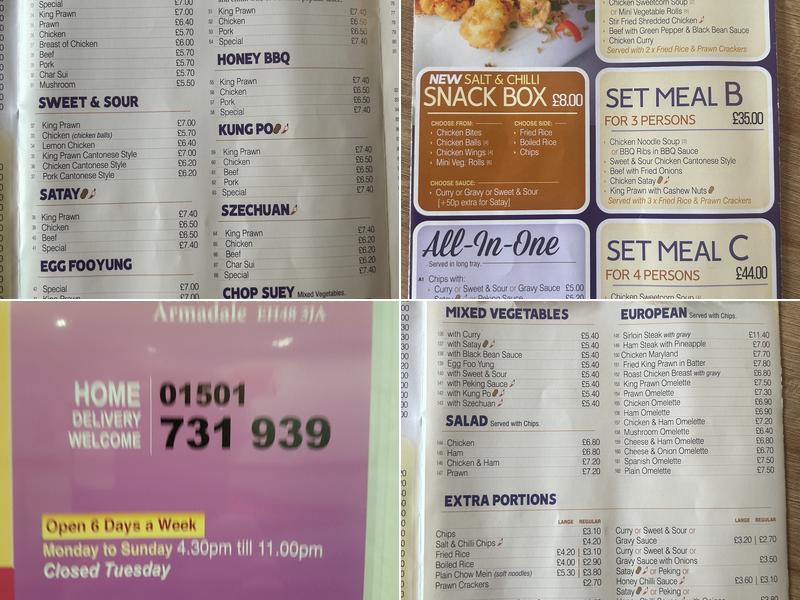 Special £7.00
King Prawn
Prawn £6.40
Chicken £5.70
Breast of Chicken £6.00
Beef £5.70
Pork £5.70
Char Sui £5.70
Mushroom £5.50
SWEET & SOUR
King Prawn £7.00
Chicken (chicken balls) £5.70
Lemon Chicken £6.40
King Prawn Cantonese Style £7.00
Chicken Cantonese Style £6.20
Pork Cantonese Style £6.20
SATAY
King Prawn £7.40
Chicken £6.50
Beef £6.50
Special £7.40
EGG FOOYUNG
Special £7.00
King Prawn £7.40
Chicken £6.50
Pork £6.50
Special £7.40
HONEY BBQ
King Prawn £7.40
Chicken £6.50
Pork £6.50
Special £7.40
KUNG PO
King Prawn £7.40
Chicken £6.50
Beef £6.50
Pork £6.50
Special £7.40
SZECHUAN
King Prawn £7.40
Chicken £6.20
Beef £6.20
Char Sui £6.20
Special £7.40
CHOP SUEY Mixed Vegetables.
NEW SALT & CHILLI
SNACK BOX £8.00
CHOOSE FROM:
Chicken Bites
Chicken Balls [4]
Chicken Wings [4]
Mini Veg. Rolls [6]
CHOOSE SIDE:
Fried Rice
Boiled Rice
Chips
CHOOSE SAUCE:
Curry or Gravy or Sweet & Sour
[+50p extra for Satay]
All-In-One
Served in long tray.
A1 Chips with:
Curry or Sweet & Sour or Gravy Sauce £5.00
Satay or Peking Sauce £5.20
Chicken Sweetcorn Soup
or Mini Vegetable Rolls
Stir Fried Shredded Chicken
Beef with Green Pepper & Black Bean Sauce
Chicken Curry
Served with 2 x Fried Rice & Prawn Crackers
SET MEAL B
FOR 3 PERSONS £35.00
Chicken Noodle Soup
or BBQ Ribs in BBQ Sauce
Sweet & Sour Chicken Cantonese Style
Beef with Fried Onions
Chicken Satay
King Prawn with Cashew Nuts
Served with 3 x Fried Rice & Prawn Crackers
SET MEAL C
FOR 4 PERSONS £44.00
Chicken Sweetcorn Soup
Armadale EH48 3JA
HOME
DELIVERY
WELCOME
01501
731 939
Open 6 Days a Week
Monday to Sunday 4.30pm till 11.00pm
Closed Tuesday
MIXED VEGETABLES
with Curry £5.40
with Satay £5.40
with Black Bean Sauce £5.40
Egg Foo Yung £5.40
with Sweet & Sour £5.40
with Peking Sauce £5.40
with Kung Po £5.40
with Szechuan £5.40
SALAD Served with Chips.
Chicken £6.80
Ham £6.80
Chicken & Ham £7.20
Prawn £7.20
EUROPEAN Served with Chips.
Sirloin Steak with gravy £11.40
Ham Steak with Pineapple £7.00
Chicken Maryland £7.70
Fried King Prawn in Batter £7.80
Roast Chicken Breast with gravy £6.80
King Prawn Omelette £7.50
Prawn Omelette £7.30
Chicken Omelette £6.90
Ham Omelette £6.90
Chicken & Ham Omelette £7.20
Mushroom Omelette £6.40
Cheese & Ham Omelette £6.80
Cheese & Onion Omelette £6.70
Spanish Omelette £7.50
Plain Omelette
EXTRA PORTIONS
LARGE REGULAR
Chips £3.10
Salt & Chilli Chips £4.20
Fried Rice £4.20 | £3.10
Boiled Rice £4.00 | £2.90
Plain Chow Mein (soft noodles) £5.30 | £3.80
Prawn Crackers £2.70
LARGE REGULAR
Curry or Sweet & Sour or
Gravy Sauce £3.20 | £2.70
Curry or Sweet & Sour or
Gravy Sauce with Onions £3.50
Satay or Peking or
Honey Chilli Sauce £3.60 | £3.10
Satay or Peking or